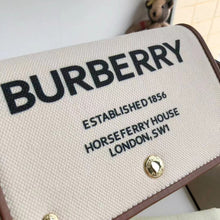 BURBERRY
ESTABLISHED 1856
HORSEFERRY HOUSE
LONDON, SW1